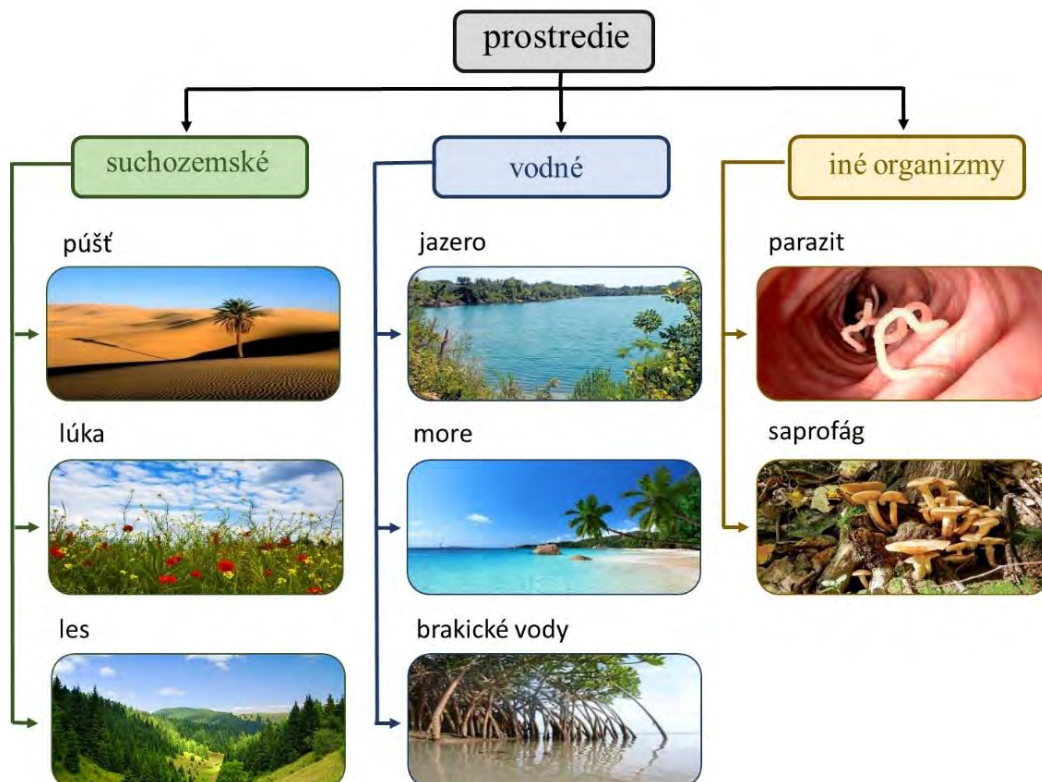 prostredie
suchozemské
vodné
iné organizmy
púšť
jazero
parazit
lúka
more
saprofág
les
brakické vody